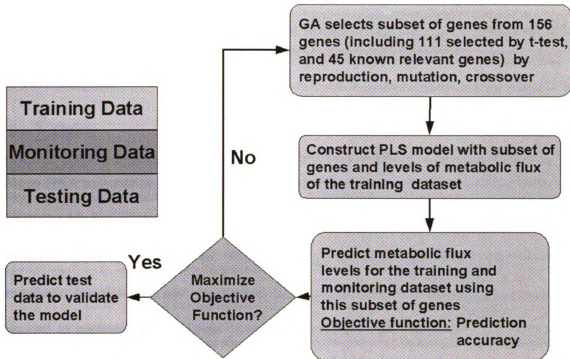 GA selects subset of genes from 156
genes (including 111 selected by t-test,
and 45 known relevant genes) by
reproduction, mutation, crossover
Training Data
Monitoring Data
Testing Data
No
Construct PLS model with subset of
genes and levels of metabolic flux
of the training dataset
Predict metabolic flux
levels for the training and
monitoring dataset using
this subset of genes
Objective function: Prediction
accuracy
Maximize
Objective
Function?
Yes
Predict test
data to validate
the model